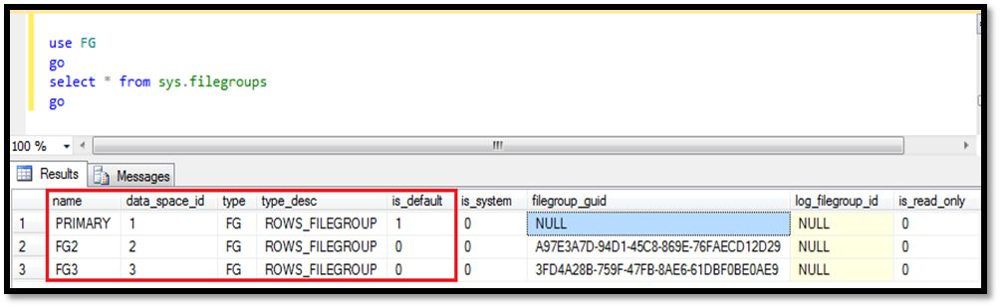 use FG
go
select * from sys.filegroups
go
100 %
Results Messages
name data_space_id type type_desc is_default is_system filegroup_guid log_filegroup_id is_read_only
1 PRIMARY 1 FG ROWS_FILEGROUP 1 0 NULL NULL 0
2 FG2 2 FG ROWS_FILEGROUP 0 0 A97E3A7D-94D1-45C8-869E-76FAECD12D29 NULL 0
3 FG3 3 FG ROWS_FILEGROUP 0 0 3FD4A28B-759F-47FB-8AE6-61DBF0BE0AE9 NULL 0